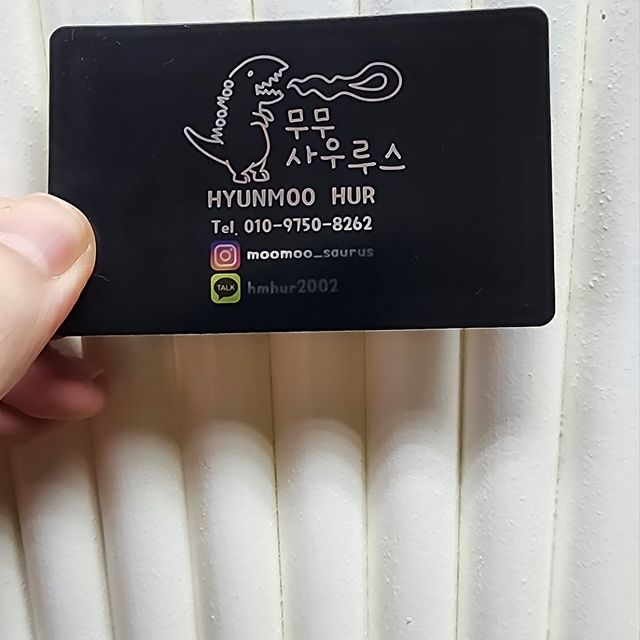 moomoo
무무
사우루스
HYUNMOO HUR
Tel. 010-9750-8262
moomoo_saurus
TALK hmhur2002